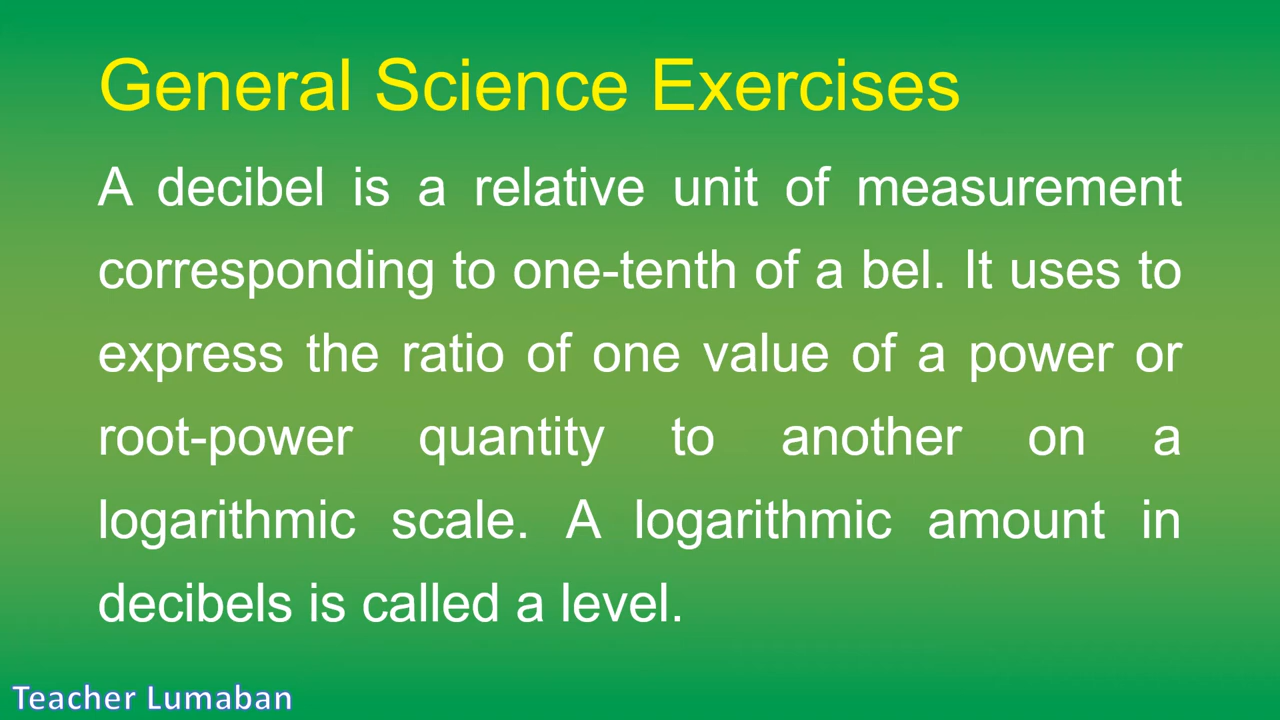 General Science Exercises
A decibel is a relative unit of measurement
corresponding to one-tenth of a bel. It uses to
express the ratio of one value of a power or
root-power quantity to another on a
logarithmic scale. A logarithmic amount in
decibels is called a level.
Teacher Lumaban